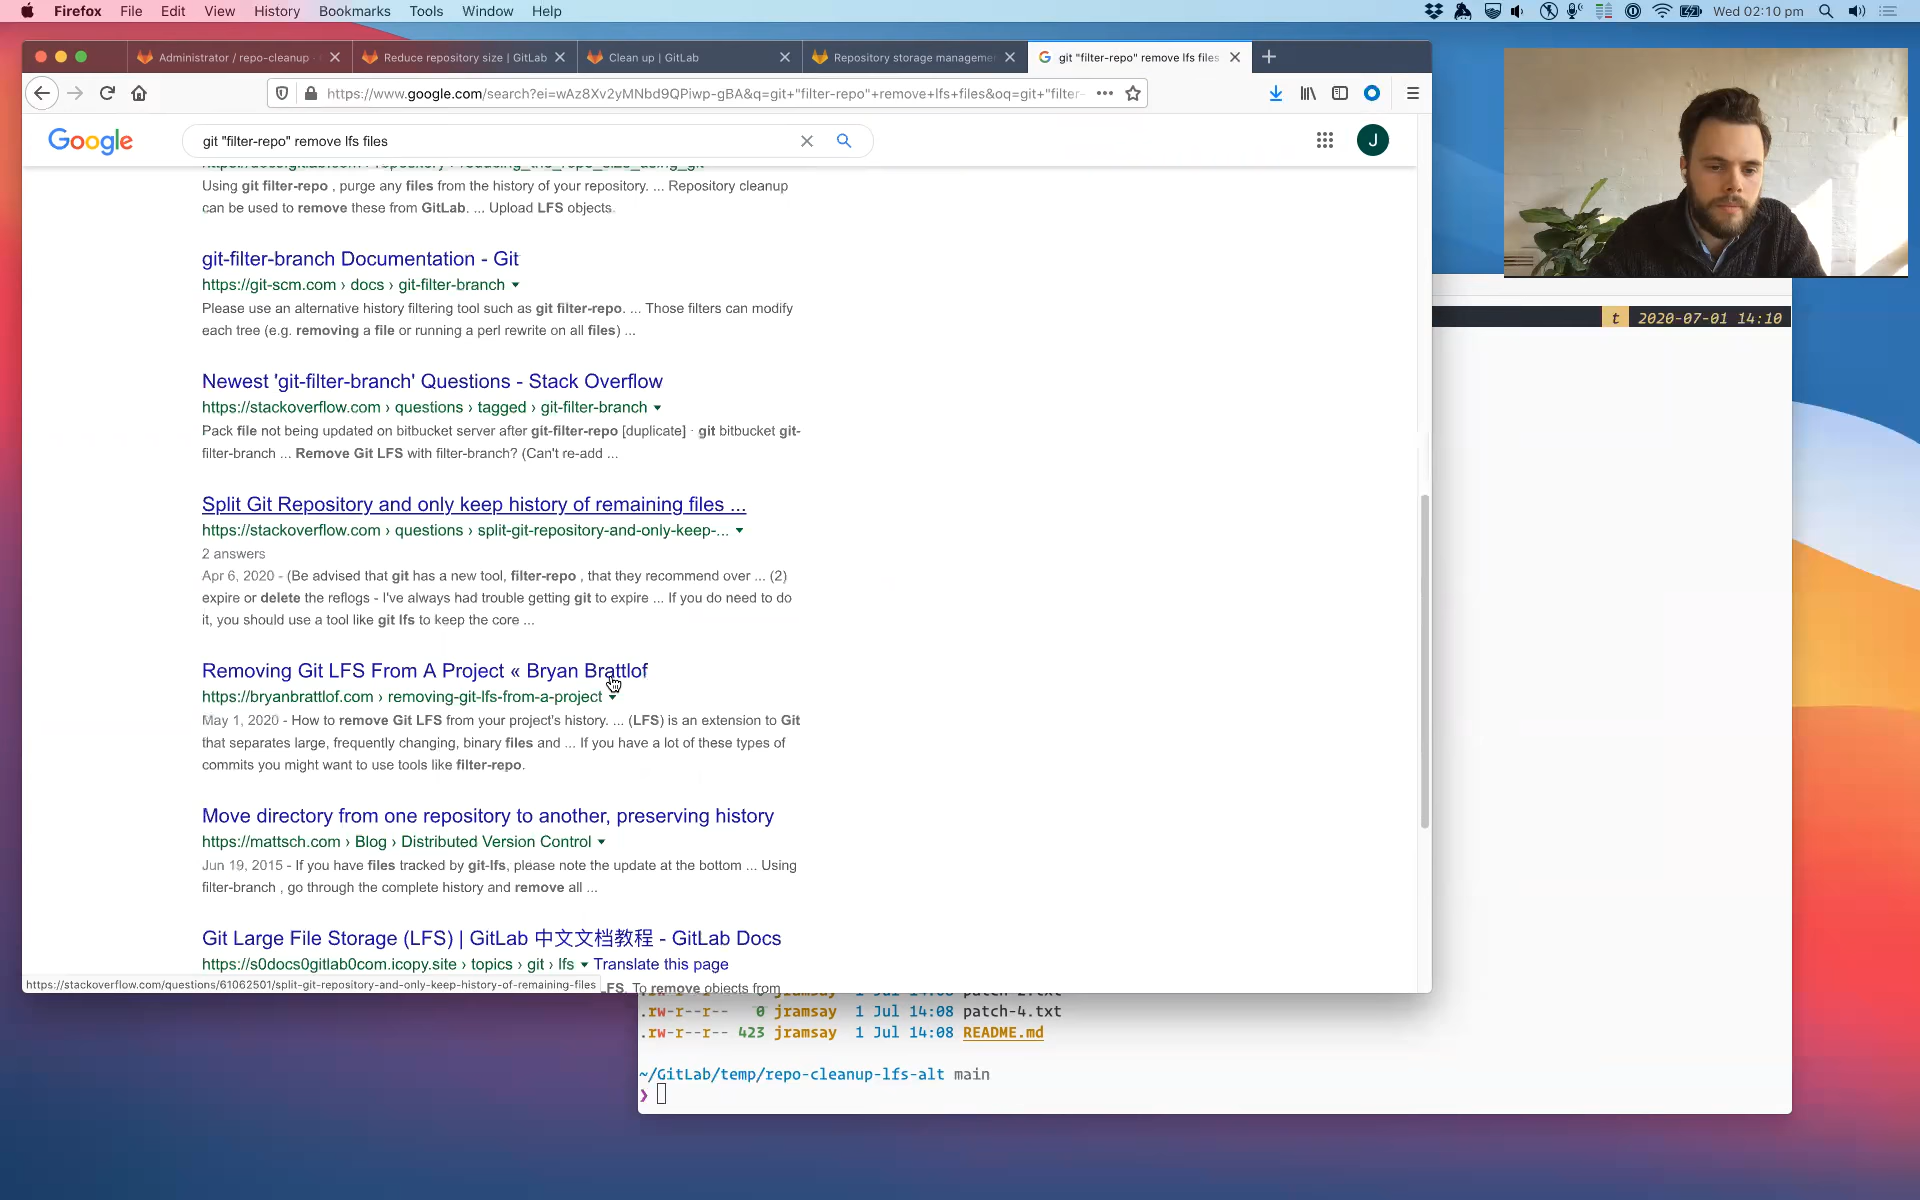 Firefox File Edit View History Bookmarks Tools Window Help
Wed 02:10 pm
Administrator / repo-cleanup
Reduce repository size | GitLab
Clean up | GitLab
Repository storage manageme
git "filter-repo" remove lfs files
https://www.google.com/search?ei=wAz8Xv2yMNbd9QPiwp-gBA&q=git+"filter-repo"+remove+lfs+files&oq=git+"filter-
Google
git "filter-repo" remove lfs files
J
Using git filter-repo , purge any files from the history of your repository. ... Repository cleanup
can be used to remove these from GitLab. ... Upload LFS objects.
git-filter-branch Documentation - Git
https://git-scm.com › docs › git-filter-branch
Please use an alternative history filtering tool such as git filter-repo. ... Those filters can modify
each tree (e.g. removing a file or running a perl rewrite on all files) ...
t 2020-07-01 14:10
Newest 'git-filter-branch' Questions - Stack Overflow
https://stackoverflow.com › questions › tagged › git-filter-branch
Pack file not being updated on bitbucket server after git-filter-repo [duplicate] · git bitbucket git-
filter-branch ... Remove Git LFS with filter-branch? (Can't re-add ...
Split Git Repository and only keep history of remaining files ...
https://stackoverflow.com › questions › split-git-repository-and-only-keep-...
2 answers
Apr 6, 2020 - (Be advised that git has a new tool, filter-repo , that they recommend over ... (2)
expire or delete the reflogs - I've always had trouble getting git to expire ... If you do need to do
it, you should use a tool like git lfs to keep the core ...
Removing Git LFS From A Project « Bryan Brattlof
https://bryanbrattlof.com › removing-git-lfs-from-a-project
May 1, 2020 - How to remove Git LFS from your project's history. ... (LFS) is an extension to Git
that separates large, frequently changing, binary files and ... If you have a lot of these types of
commits you might want to use tools like filter-repo.
Move directory from one repository to another, preserving history
https://mattsch.com › Blog › Distributed Version Control
Jun 19, 2015 - If you have files tracked by git-lfs, please note the update at the bottom ... Using
filter-branch , go through the complete history and remove all ...
Git Large File Storage (LFS) | GitLab 中文文档教程 - GitLab Docs
https://s0docs0gitlab0com.icopy.site › topics › git › lfs Translate this page
LFS. To remove objects from
https://stackoverflow.com/questions/61062501/split-git-repository-and-only-keep-history-of-remaining-files
.rw-r--r-- 0 jramsay 1 Jul 14:08 patch-4.txt
.rw-r--r-- 423 jramsay 1 Jul 14:08 README.md
~/GitLab/temp/repo-cleanup-lfs-alt main
❯